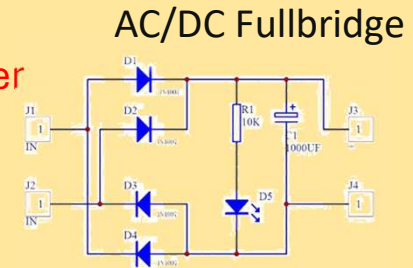 AC/DC Fullbridge
er
D1
J1
1
IN
D2
R1
10K
C1
1000UF
J3
1
J2
1
IN
D3
D5
J4
1
D4